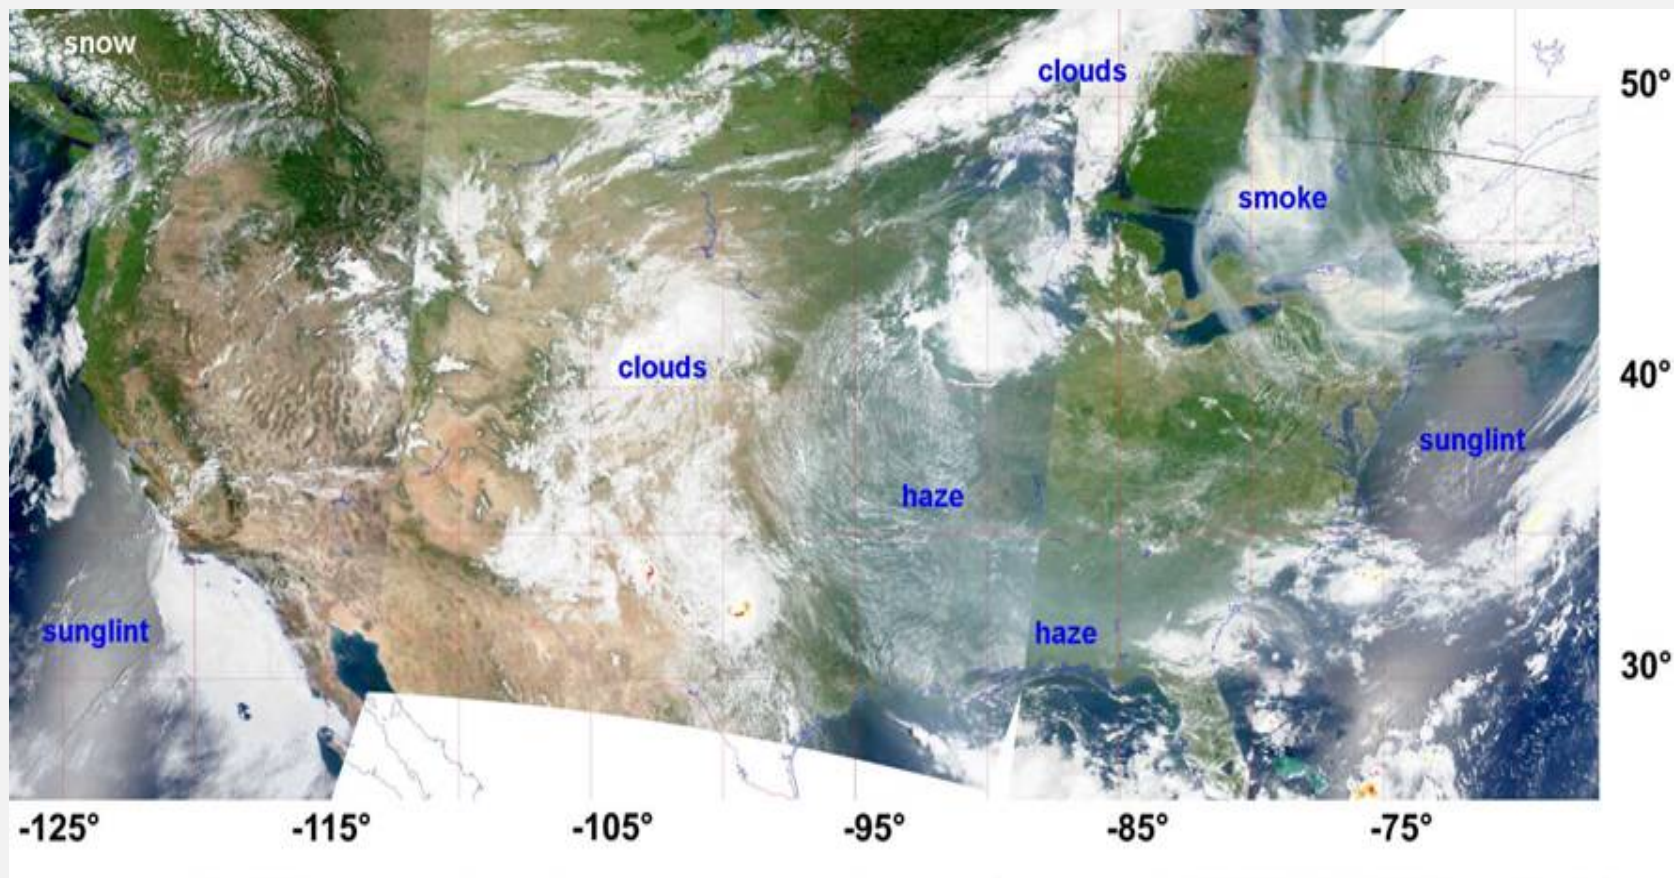 snow
clouds
50°
smoke
clouds
40°
sunglint
haze
sunglint
haze
30°
-125°
-115°
-105°
-95°
-85°
-75°